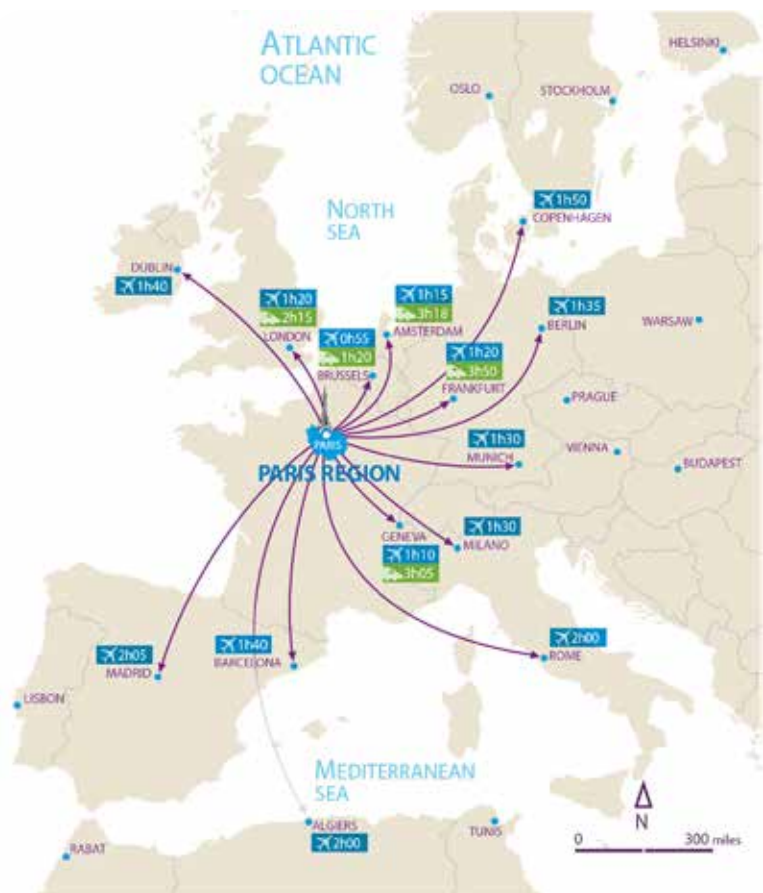 ATLANTIC
OCEAN
HELSINKI
OSLO
STOCKHOLM
NORTH
SEA
1h50
COPENHAGEN
DUBLIN
1h40
1h20
2h15
LONDON
1h15
3h18
AMSTERDAM
0h55
1h20
BRUSSELS
1h35
BERLIN
WARSAW
1h20
3h50
FRANKFURT
PRAGUE
PARIS
PARIS REGION
1h30
MUNICH
VIENNA
BUDAPEST
GENEVA
1h10
3h05
1h30
MILANO
2h05
MADRID
1h40
BARCELONA
2h00
ROME
LISBON
MEDITERRANEAN
SEA
ALGIERS
2h00
TUNIS
RABAT
N
0 300 miles